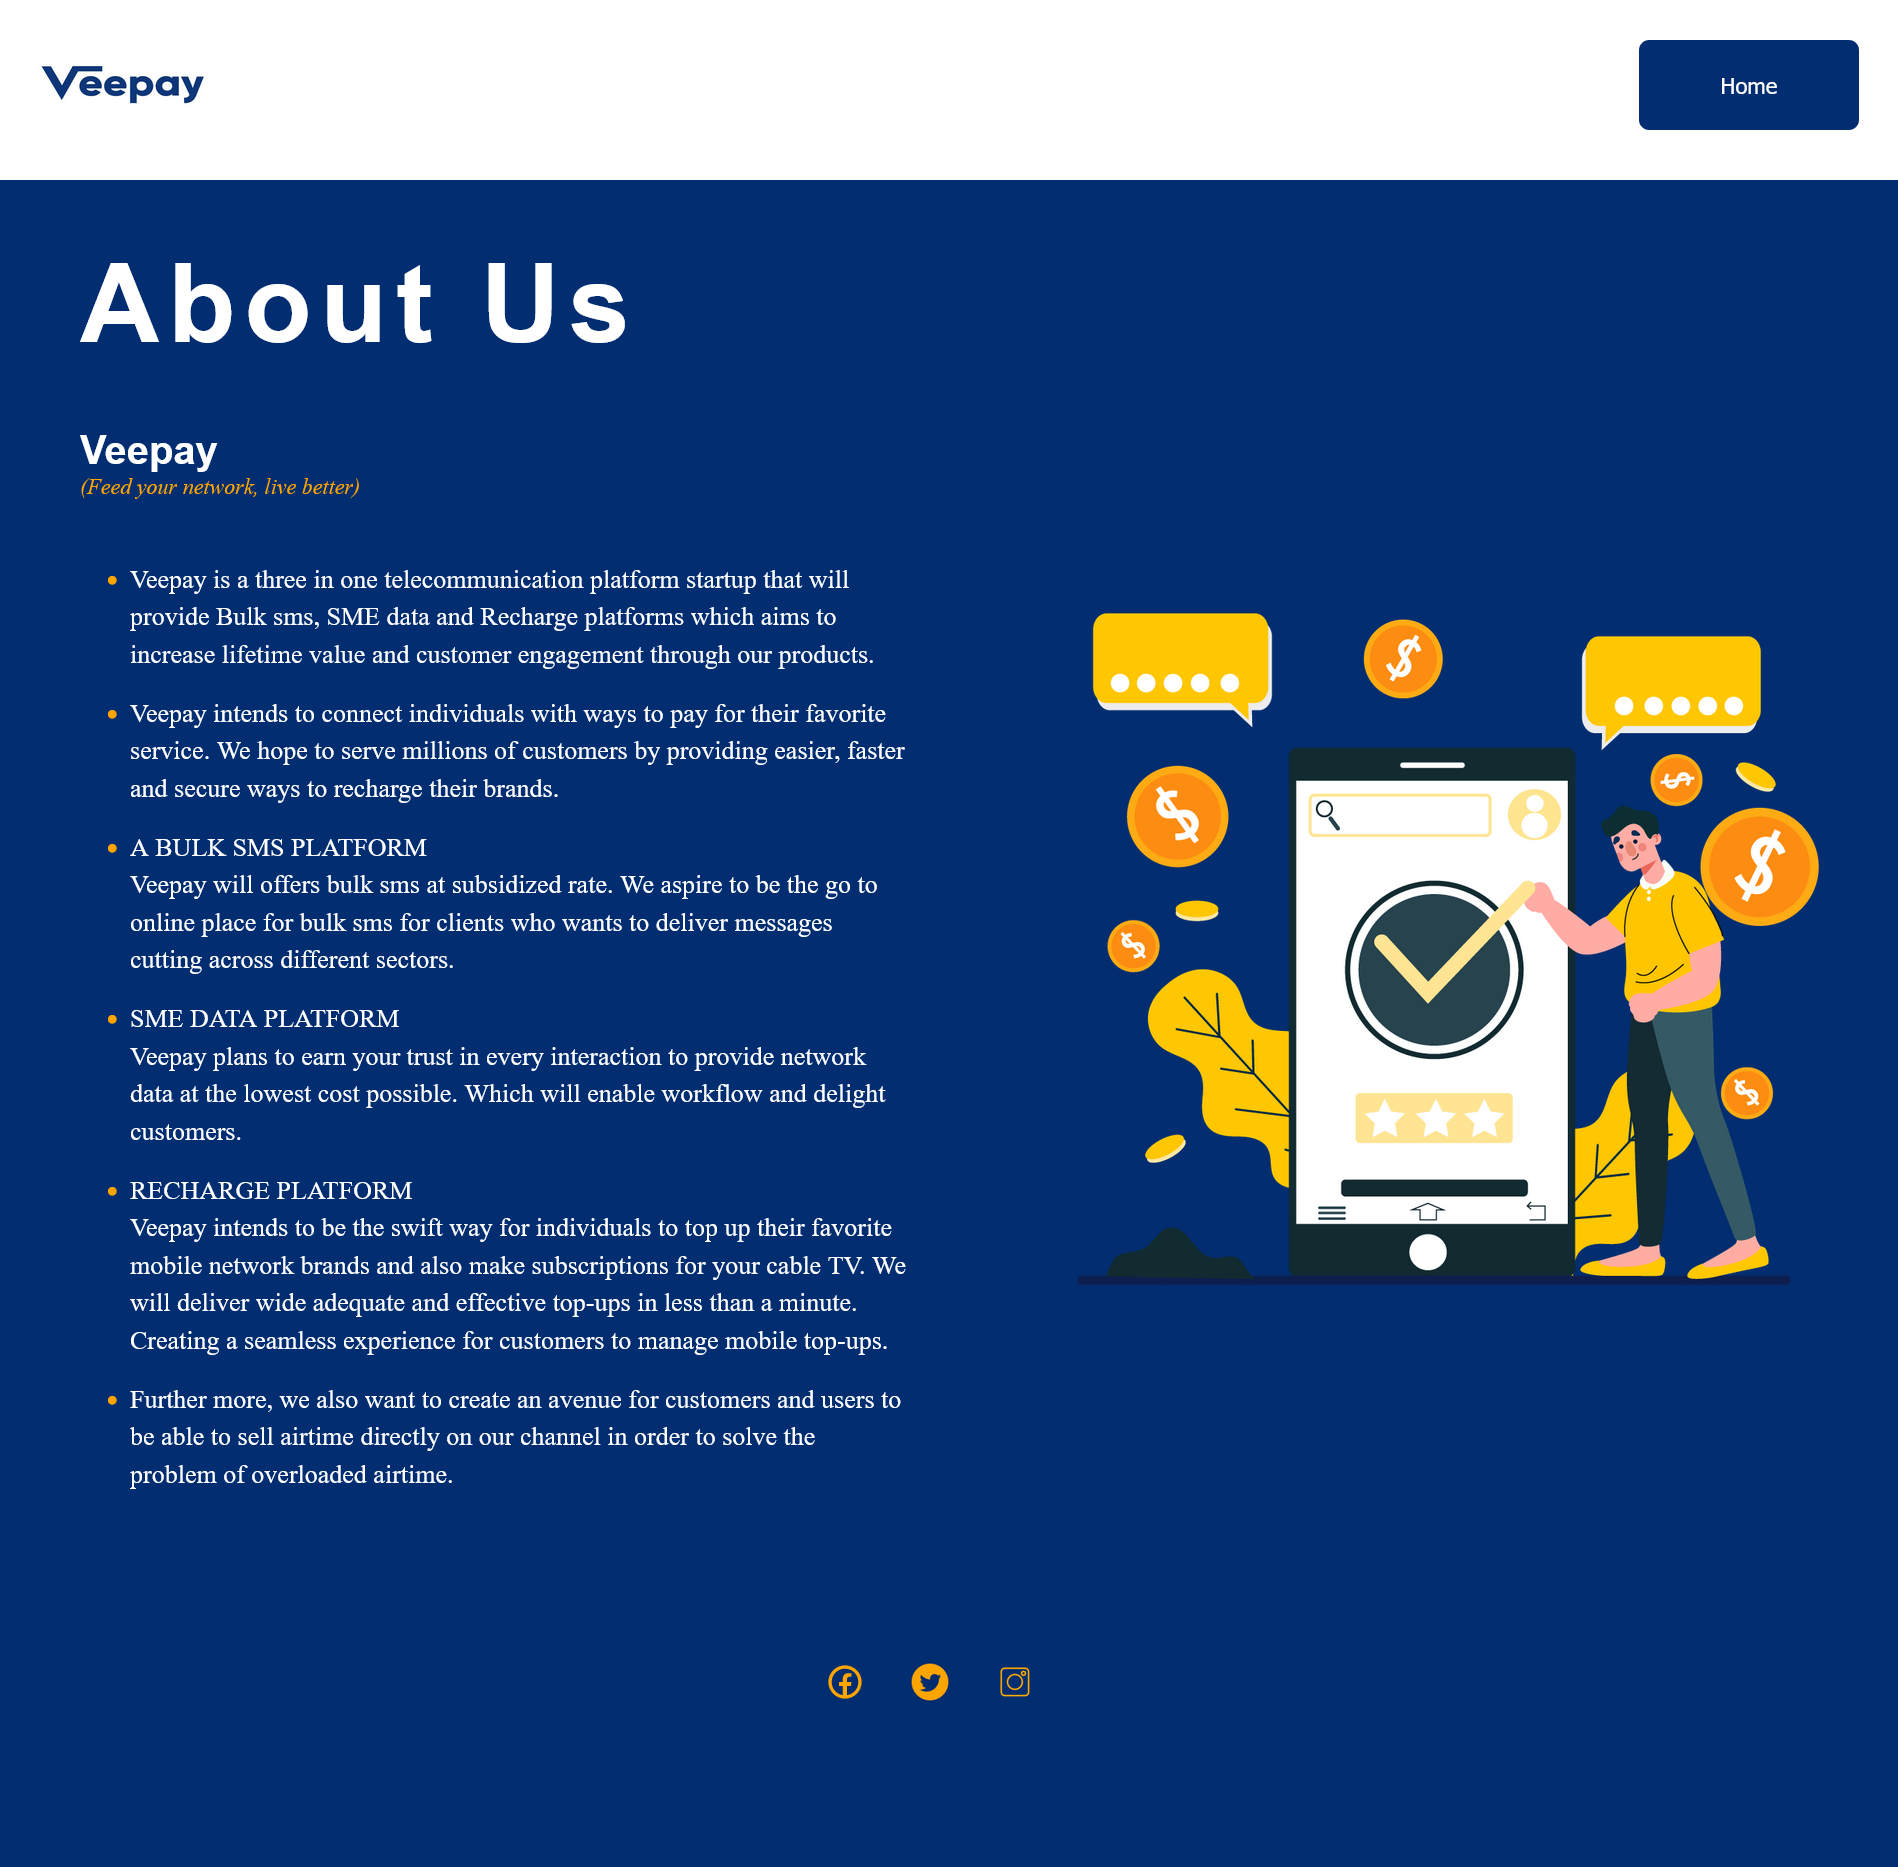 Veepay
Home
About Us
Veepay
(Feed your network, live better)
Veepay is a three in one telecommunication platform startup that will
provide Bulk sms, SME data and Recharge platforms which aims to
increase lifetime value and customer engagement through our products.
Veepay intends to connect individuals with ways to pay for their favorite
service. We hope to serve millions of customers by providing easier, faster
and secure ways to recharge their brands.
A BULK SMS PLATFORM
Veepay will offers bulk sms at subsidized rate. We aspire to be the go to
online place for bulk sms for clients who wants to deliver messages
cutting across different sectors.
SME DATA PLATFORM
Veepay plans to earn your trust in every interaction to provide network
data at the lowest cost possible. Which will enable workflow and delight
customers.
RECHARGE PLATFORM
Veepay intends to be the swift way for individuals to top up their favorite
mobile network brands and also make subscriptions for your cable TV. We
will deliver wide adequate and effective top-ups in less than a minute.
Creating a seamless experience for customers to manage mobile top-ups.
Further more, we also want to create an avenue for customers and users to
be able to sell airtime directly on our channel in order to solve the
problem of overloaded airtime.